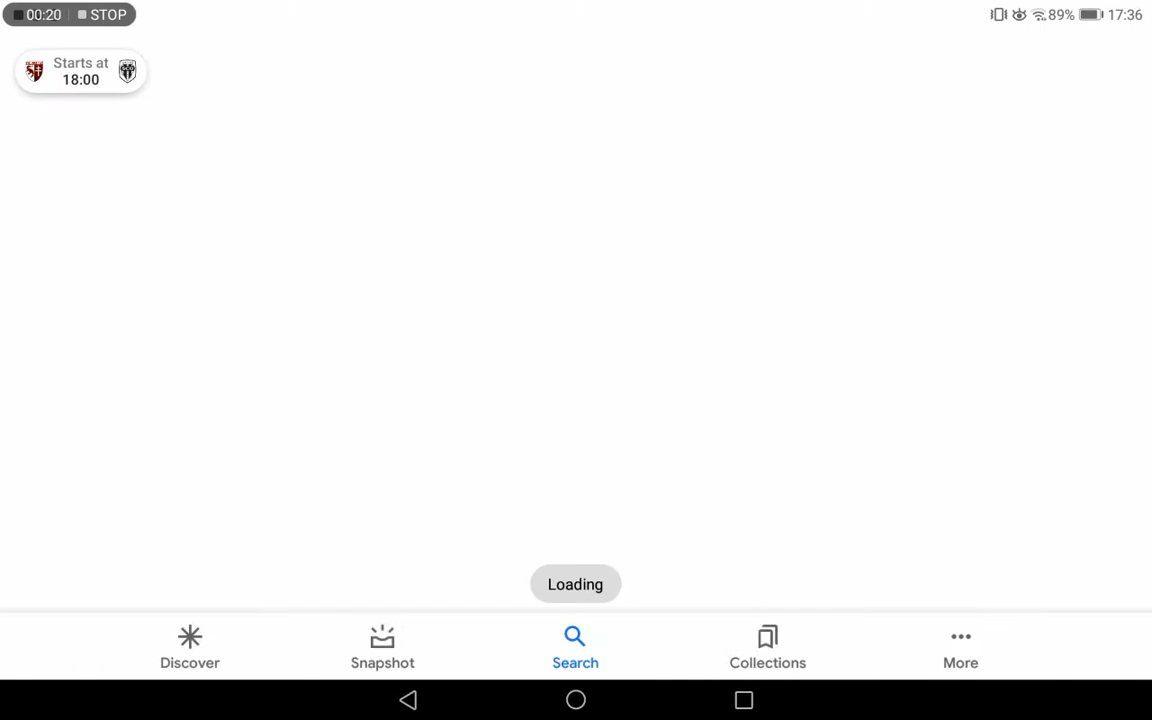 00:20 STOP 89% 17:36
Starts at
18:00
Loading
Discover Snapshot Search Collections More